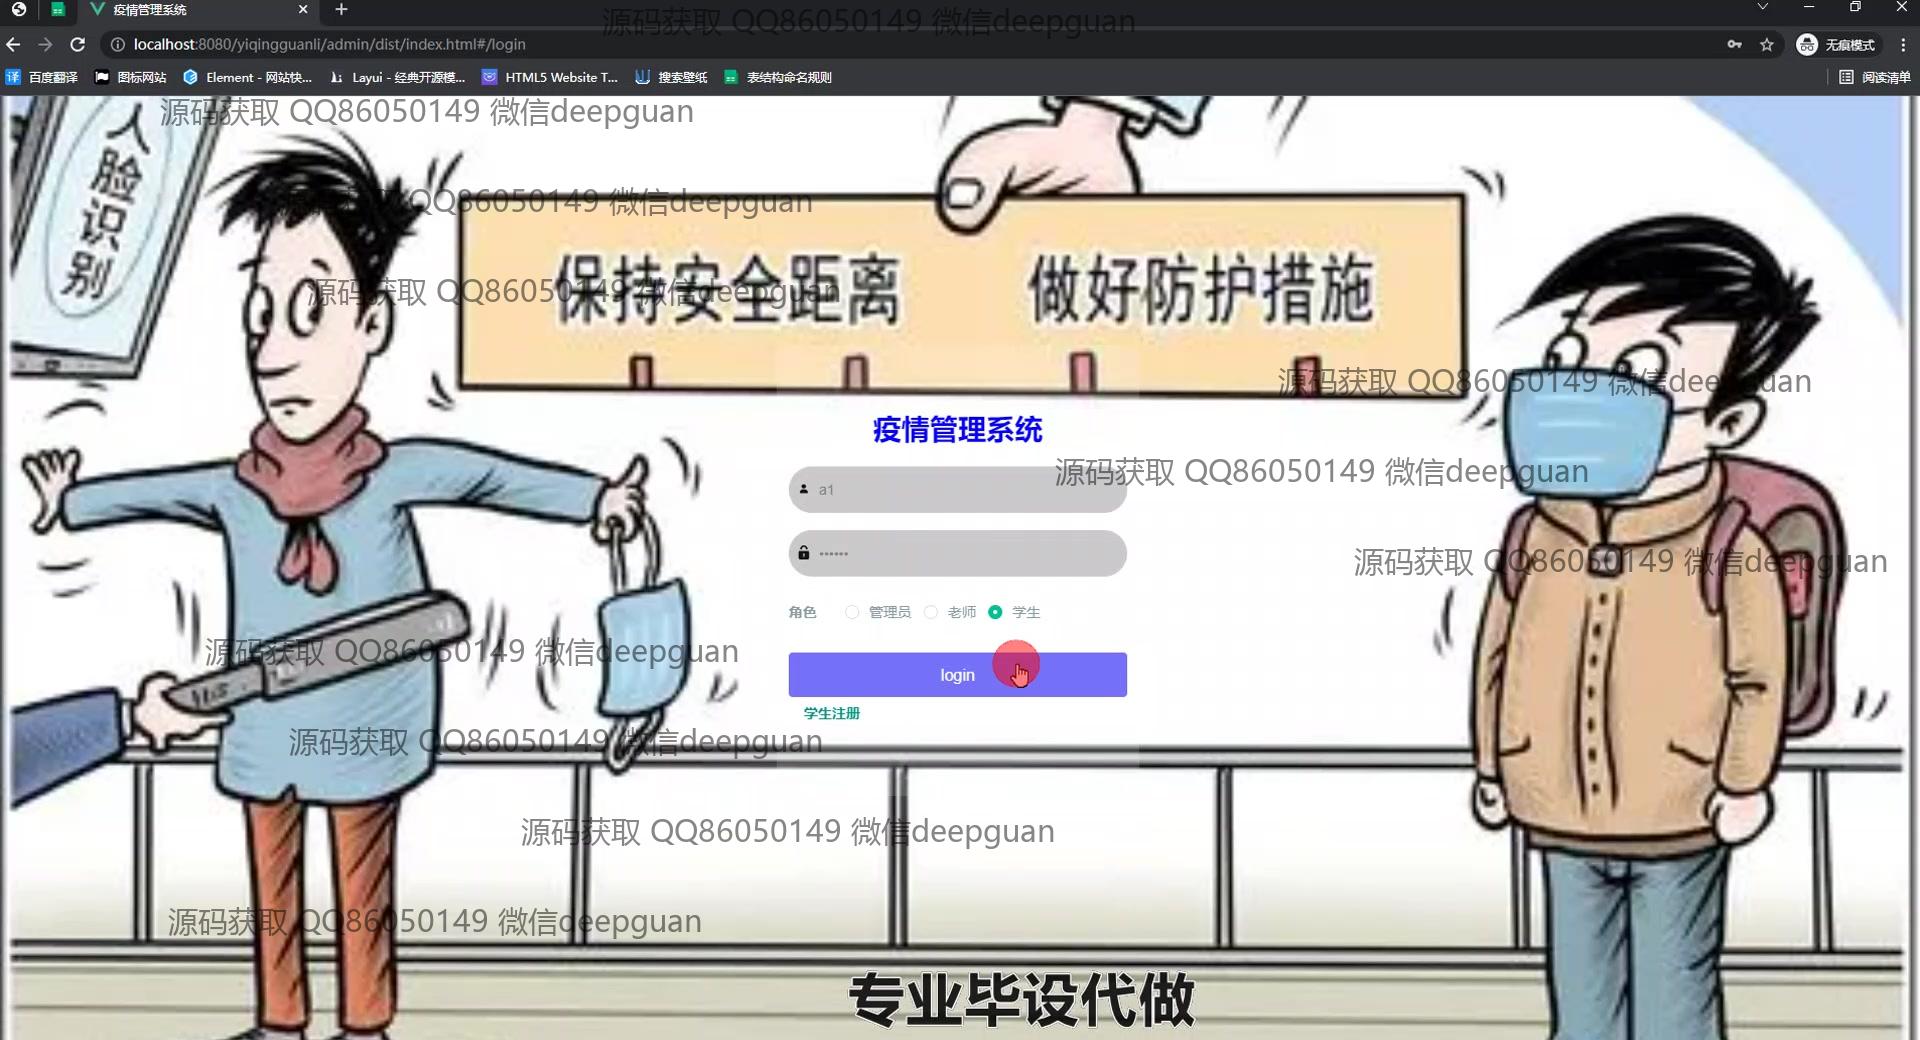 疫情管理系统
源码获取 QQ86050149 微信deepguan
localhost:8080/yiqingguanli/admin/dist/index.html#/login
无痕模式
译 百度翻译
图标网站
Element - 网站快...
Layui - 经典开源模...
HTML5 Website T...
搜索壁纸
表结构命名规则
阅读清单
源码获取 QQ86050149 微信deepguan
人脸识别
源码获取 QQ86050149 微信deepguan
保持安全距离 做好防护措施
源码获取 QQ86050149 微信deepguan
源码获取 QQ86050149 微信deepguan
疫情管理系统
源码获取 QQ86050149 微信deepguan
a1
源码获取 QQ86050149 微信deepguan
角色 管理员 老师 学生
源码获取 QQ86050149 微信deepguan
login
学生注册
源码获取 QQ86050149 微信deepguan
源码获取 QQ86050149 微信deepguan
源码获取 QQ86050149 微信deepguan
专业毕设代做